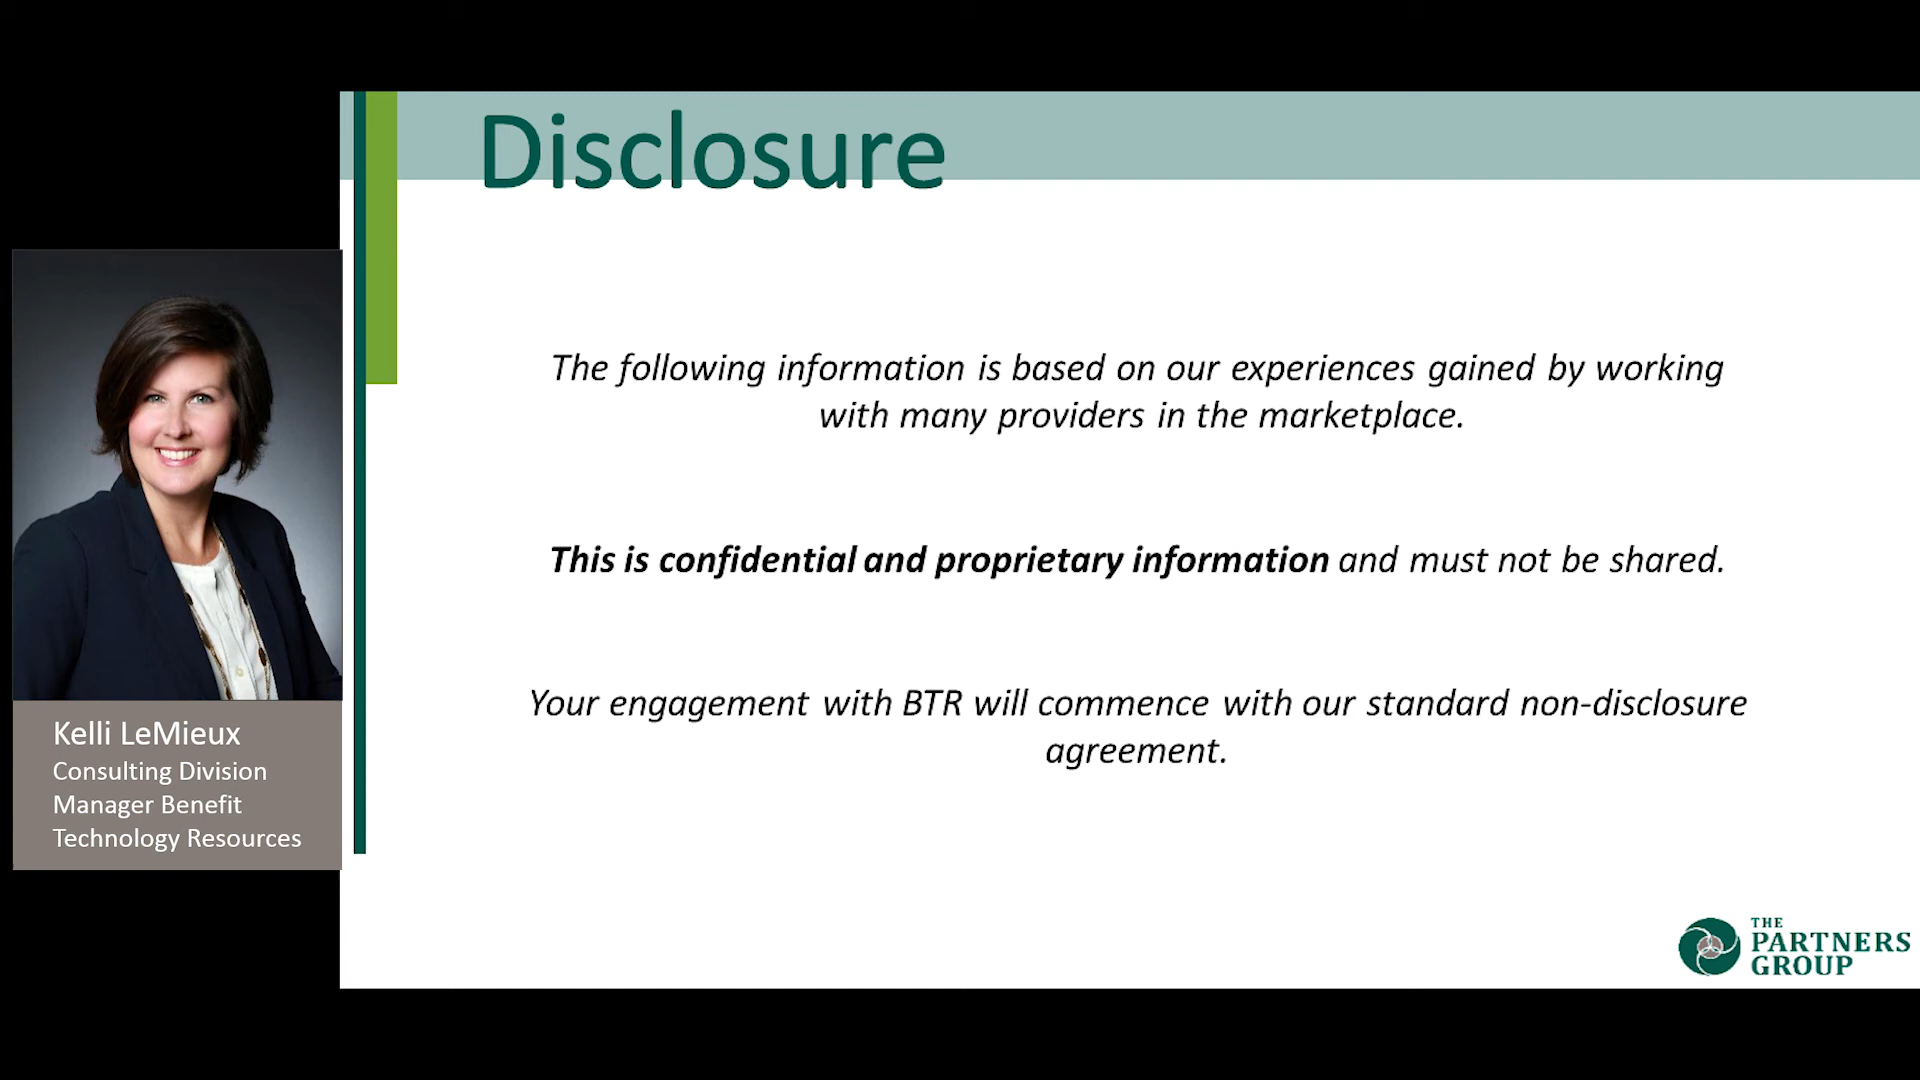 Disclosure
The following information is based on our experiences gained by working
with many providers in the marketplace.
This is confidential and proprietary information and must not be shared.
Your engagement with BTR will commence with our standard non-disclosure
agreement.
Kelli LeMieux
Consulting Division
Manager Benefit
Technology Resources
THE
PARTNERS
GROUP